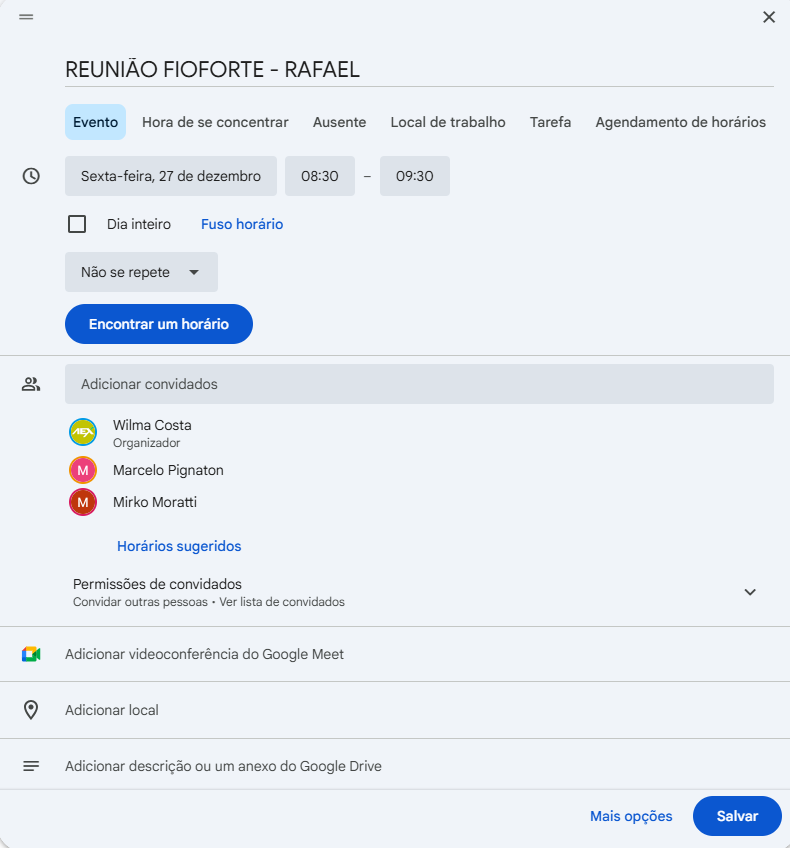 REUNIÃO FIOFORTE - RAFAEL
Evento Hora de se concentrar Ausente Local de trabalho Tarefa Agendamento de horários
Sexta-feira, 27 de dezembro 08:30 – 09:30
Dia inteiro Fuso horário
Não se repete
Encontrar um horário
Adicionar convidados
AEX
Wilma Costa
Organizador
M
Marcelo Pignaton
M
Mirko Moratti
Horários sugeridos
Permissões de convidados
Convidar outras pessoas • Ver lista de convidados
Adicionar videoconferência do Google Meet
Adicionar local
Adicionar descrição ou um anexo do Google Drive
Mais opções Salvar